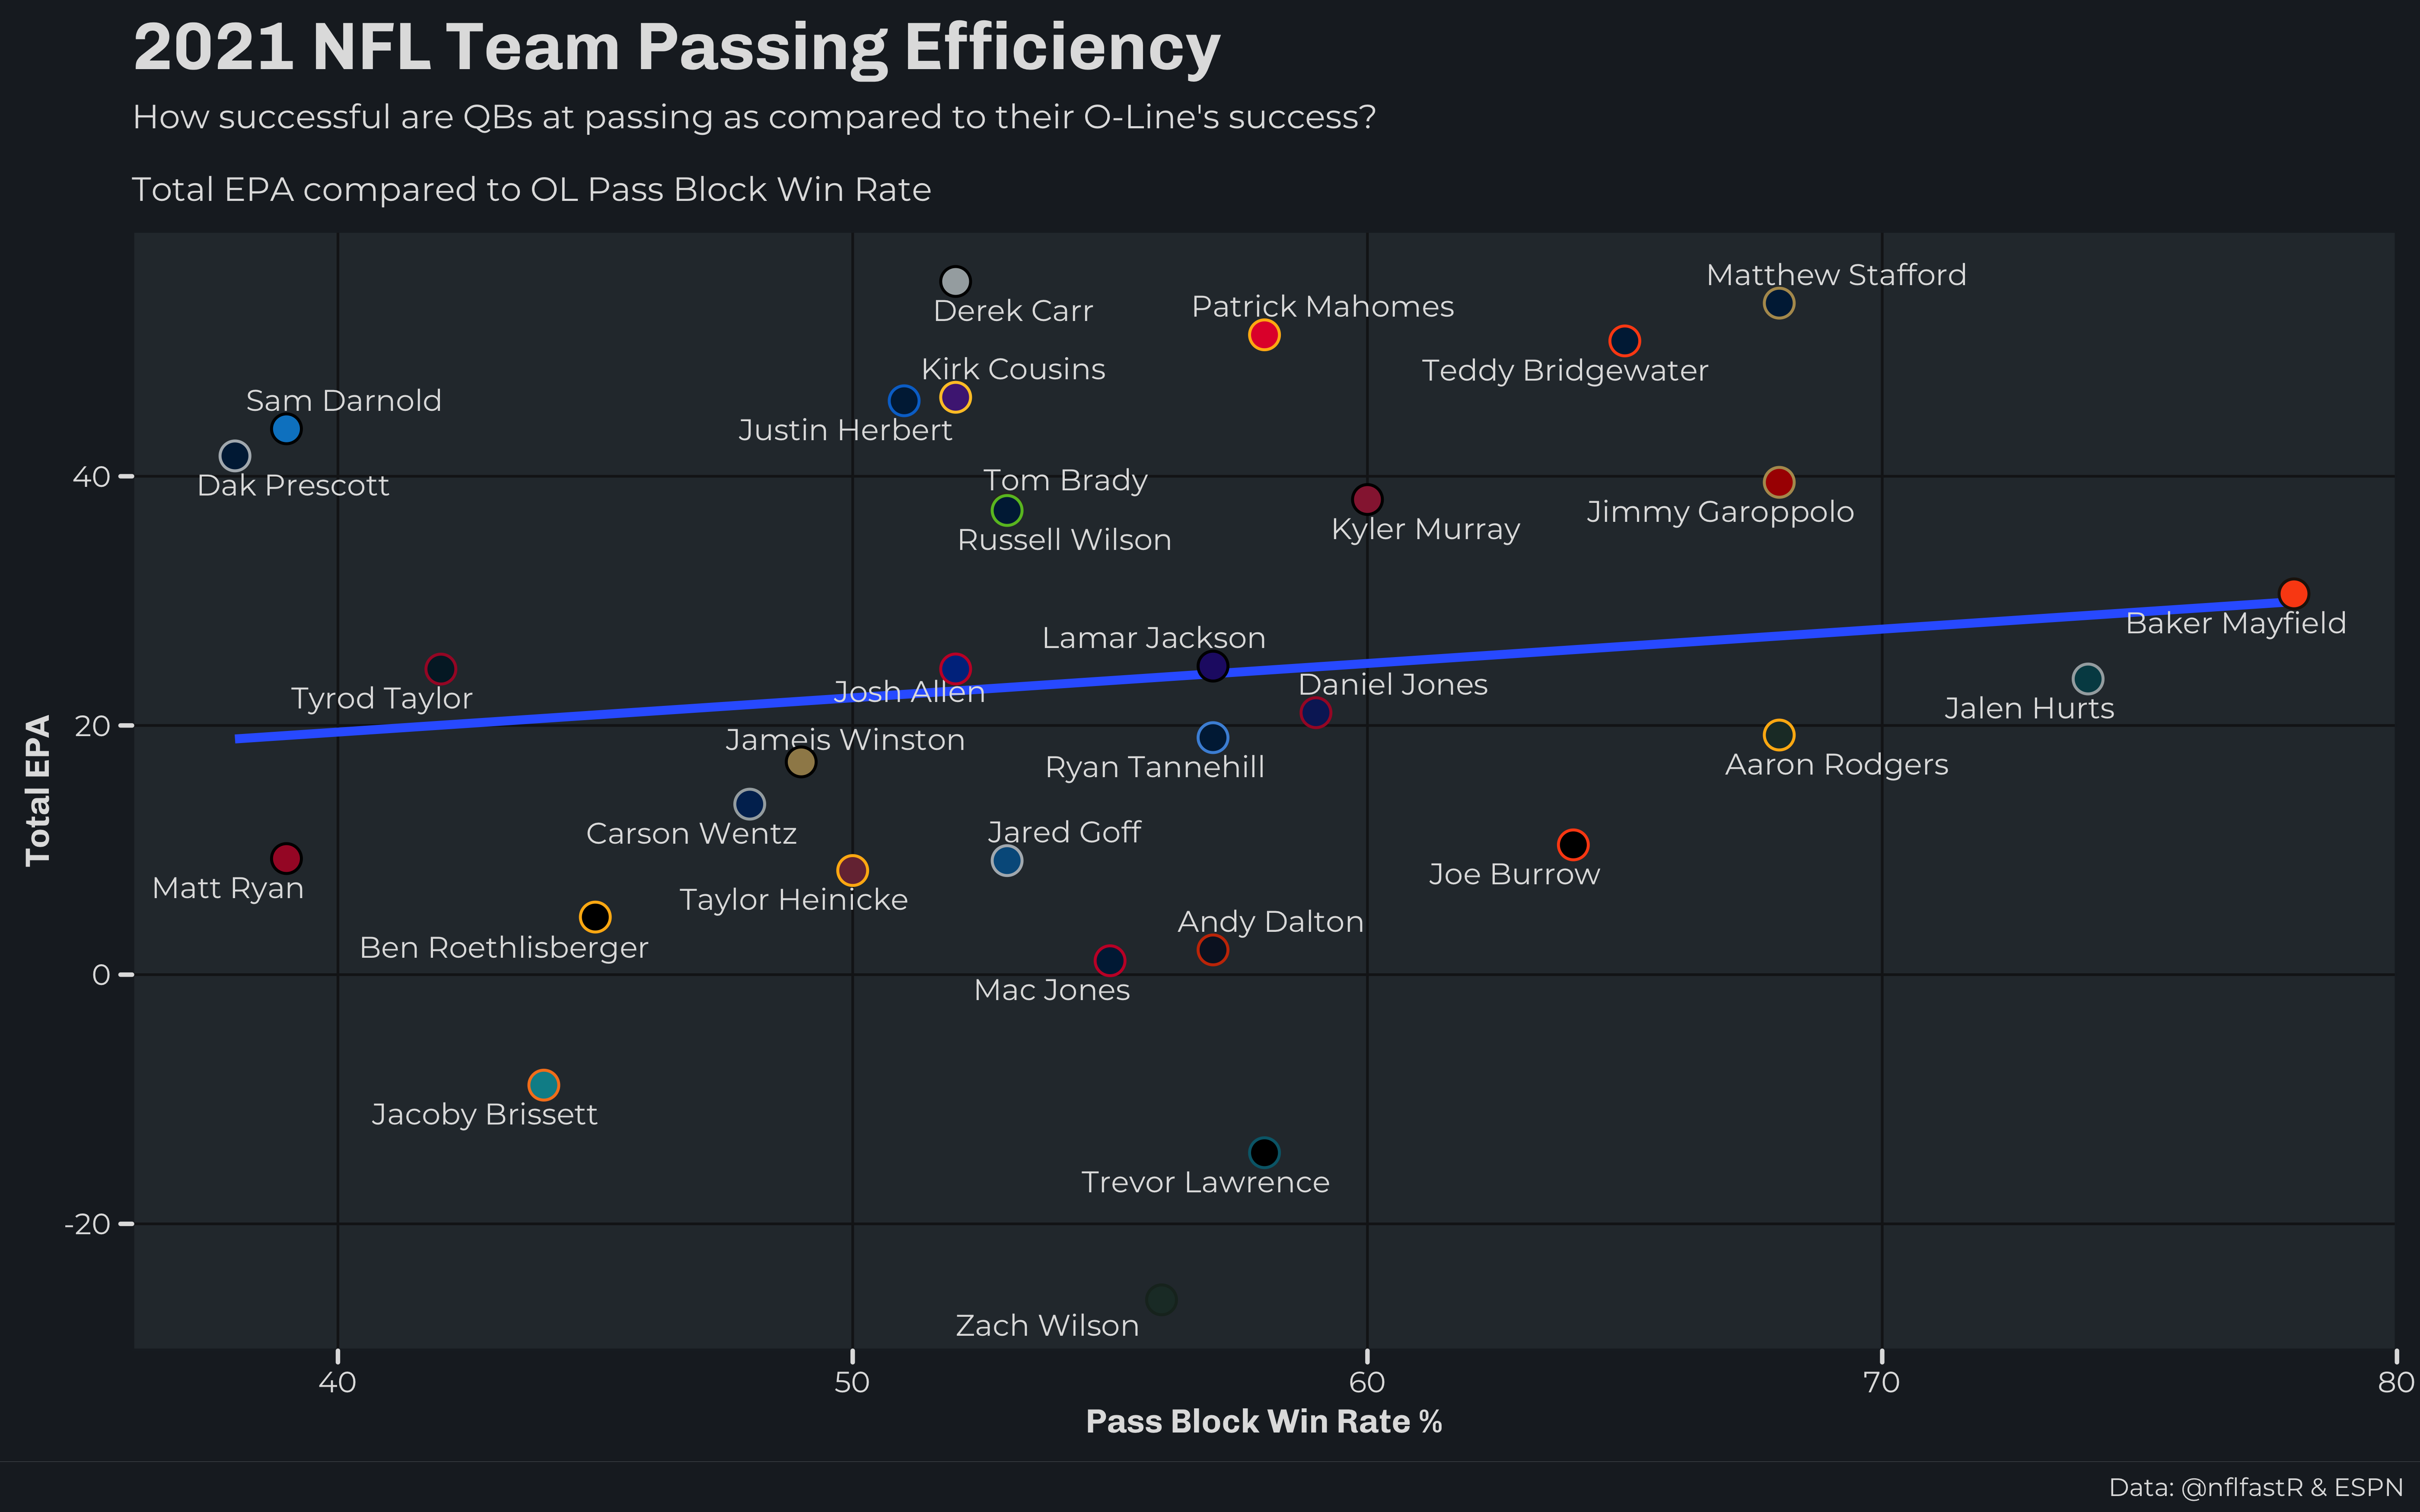 2021 NFL Team Passing Efficiency
How successful are QBs at passing as compared to their O-Line's success?
Total EPA compared to OL Pass Block Win Rate
Matthew Stafford
Derek Carr
Patrick Mahomes
Teddy Bridgewater
Kirk Cousins
Sam Darnold
Justin Herbert
Dak Prescott
Tom Brady
Jimmy Garoppolo
Kyler Murray
Russell Wilson
Baker Mayfield
Lamar Jackson
Daniel Jones
Josh Allen
Tyrod Taylor
Jalen Hurts
Jameis Winston
Ryan Tannehill
Aaron Rodgers
Carson Wentz
Jared Goff
Joe Burrow
Matt Ryan
Taylor Heinicke
Andy Dalton
Ben Roethlisberger
Mac Jones
Jacoby Brissett
Trevor Lawrence
Zach Wilson
Total EPA
40
20
0
-20
40
50
60
70
80
Pass Block Win Rate %
Data: @nflfastR & ESPN